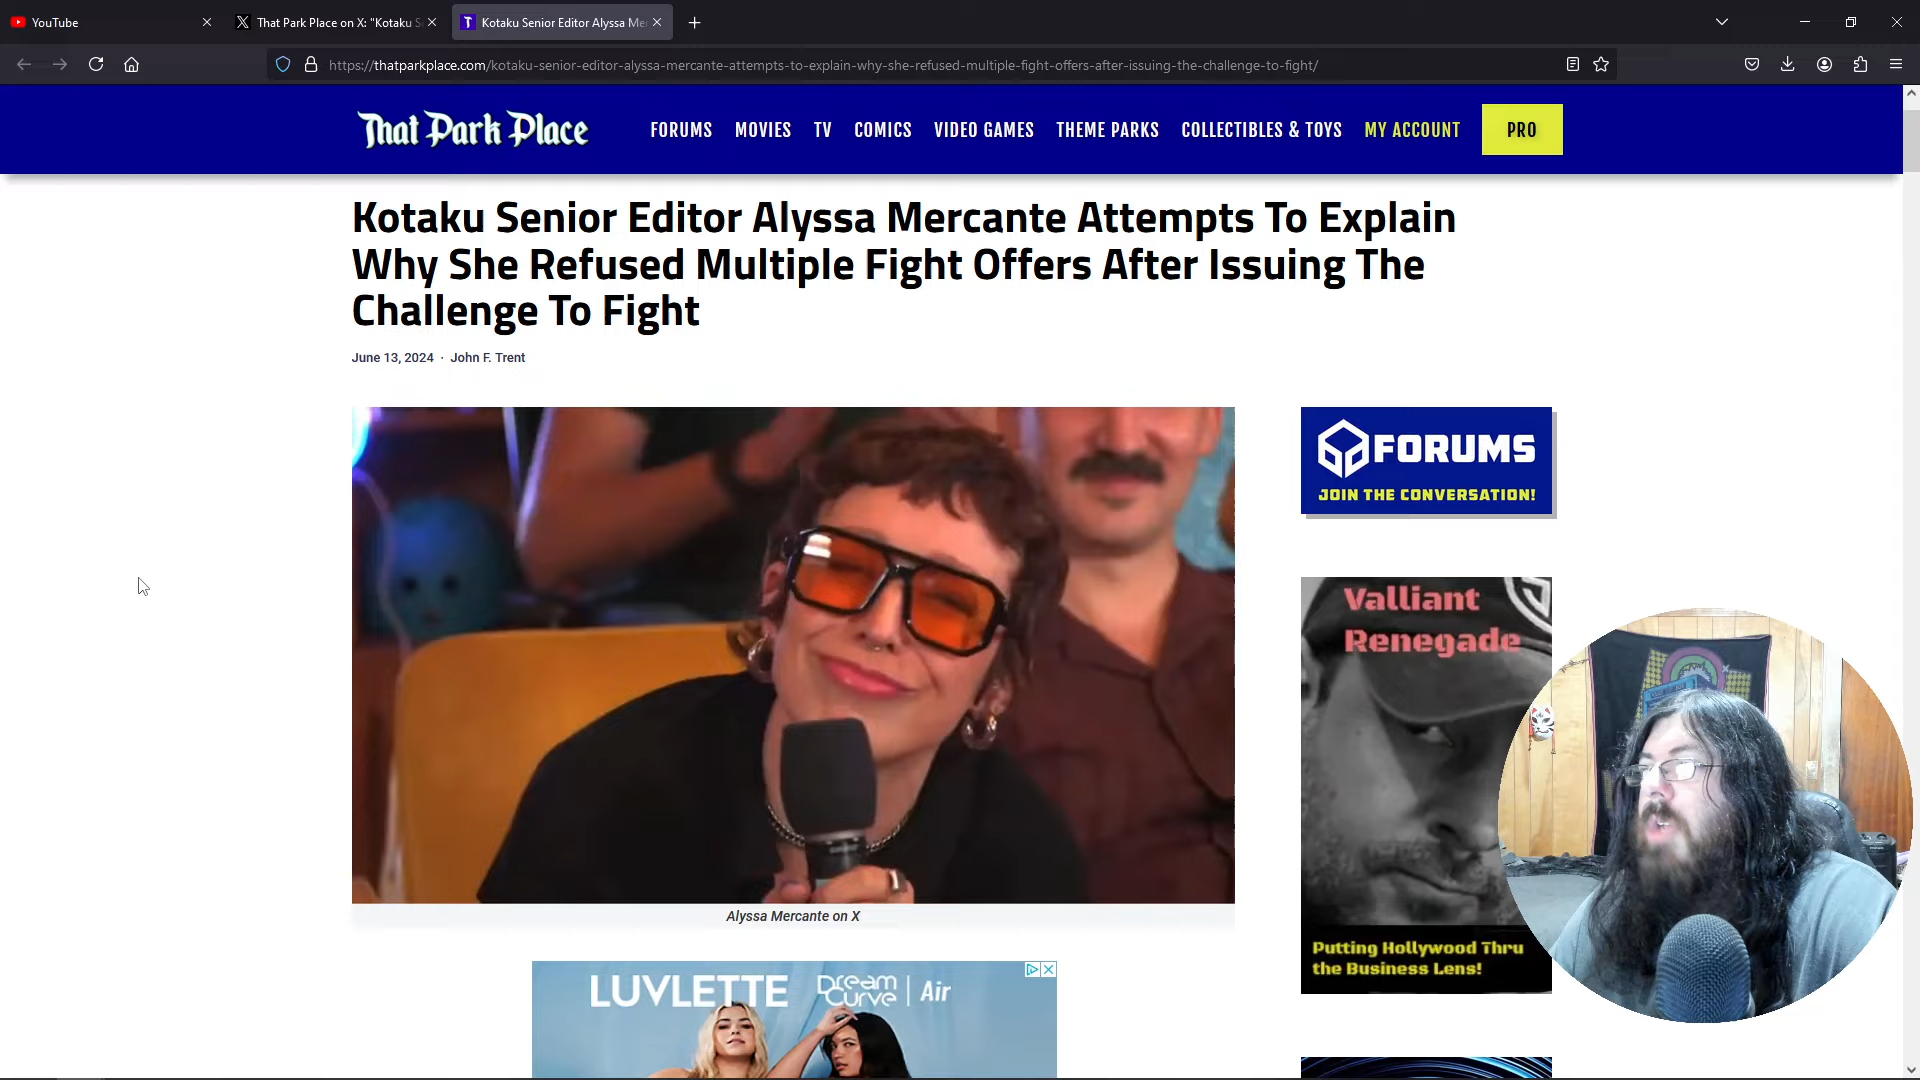 YouTube
That Park Place on X: "Kotaku S
Kotaku Senior Editor Alyssa Me
https://thatparkplace.com/kotaku-senior-editor-alyssa-mercante-attempts-to-explain-why-she-refused-multiple-fight-offers-after-issuing-the-challenge-to-fight/
That Park Place
FORUMS MOVIES TV COMICS VIDEO GAMES THEME PARKS COLLECTIBLES & TOYS MY ACCOUNT PRO
Kotaku Senior Editor Alyssa Mercante Attempts To Explain
Why She Refused Multiple Fight Offers After Issuing The
Challenge To Fight
June 13, 2024 · John F. Trent
FORUMS
JOIN THE CONVERSATION!
Valliant
Renegade
Putting Hollywood Thru
the Business Lens!
Alyssa Mercante on X
LUVLETTE Dream Curve | Air